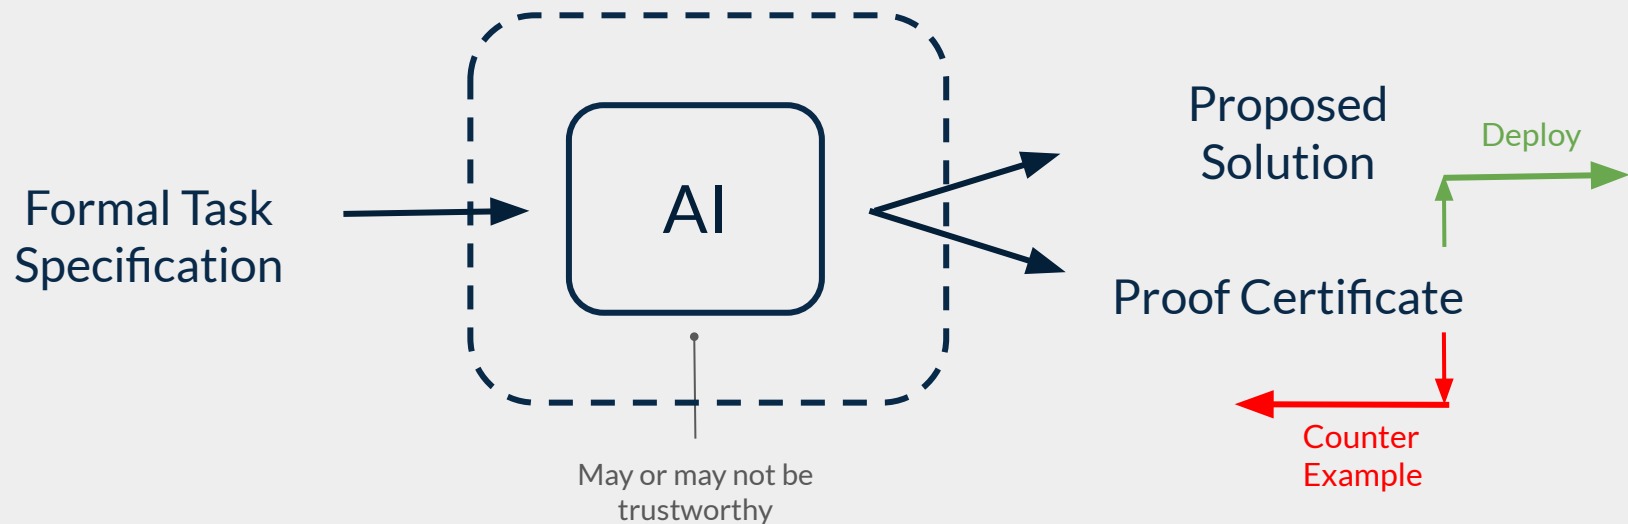 Formal Task
Specification
AI
May or may not be
trustworthy
Proposed
Solution
Deploy
Proof Certificate
Counter
Example